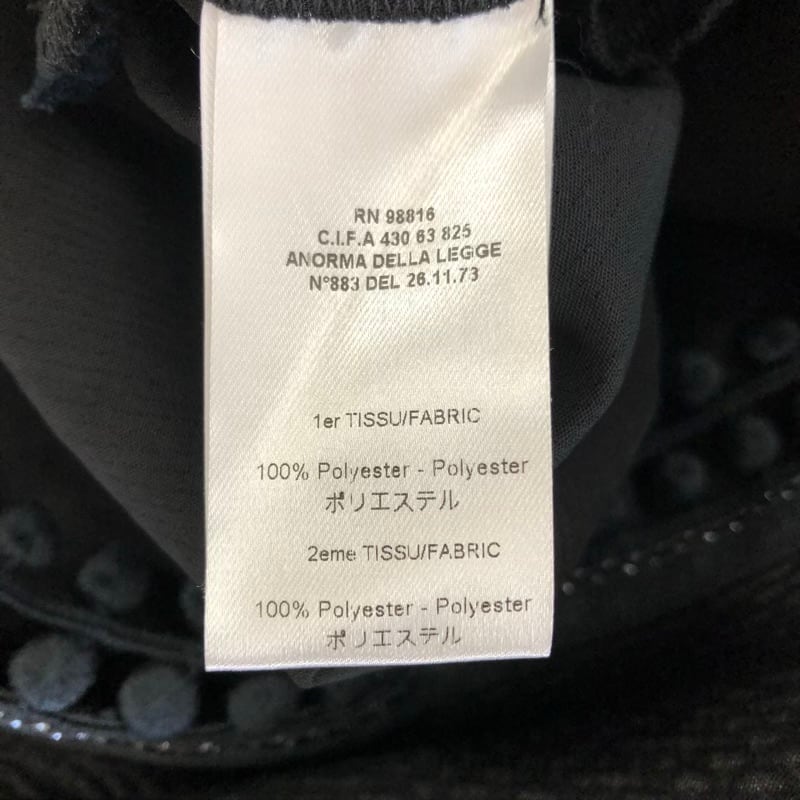 RN 98816
C.I.F.A 430 63 825
ANORMA DELLA LEGGE
N°883 DEL 26.11.73
1er TISSU/FABRIC
100% Polyester - Polyester
ポリエステル
2eme TISSU/FABRIC
100% Polyester - Polyester
ポリエステル